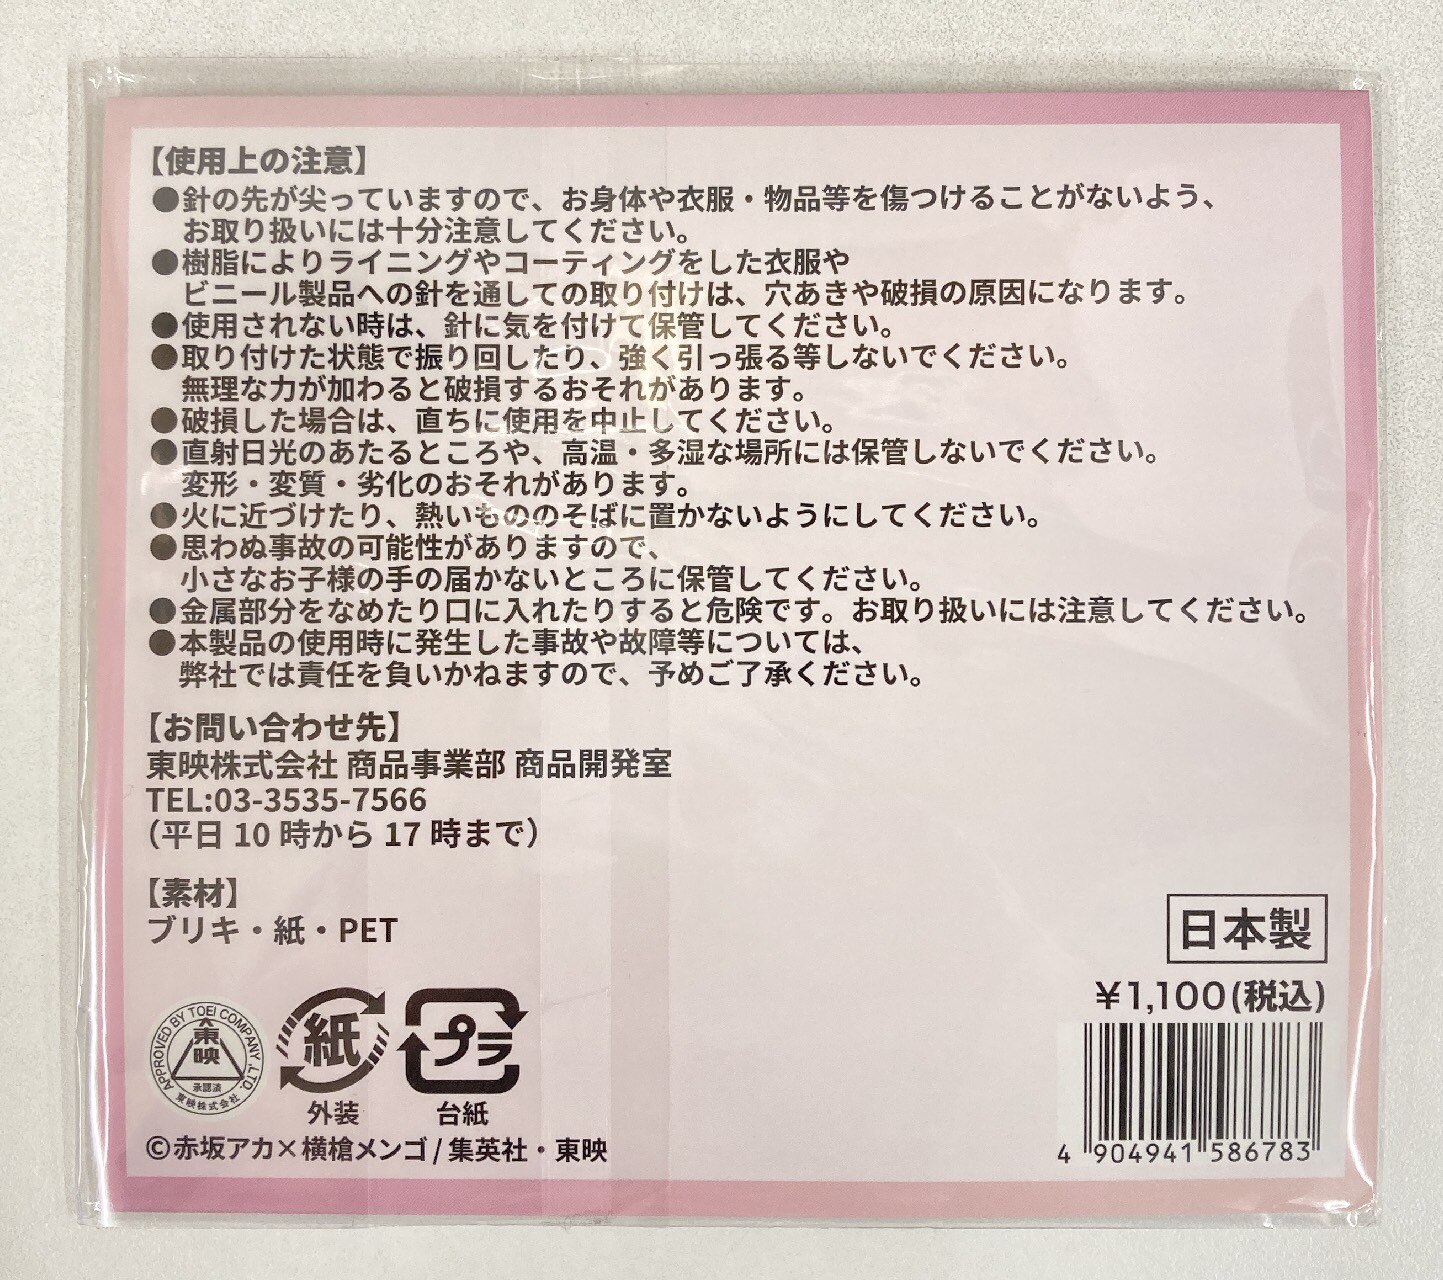 【使用上の注意】
●針の先が尖っていますので、お身体や衣服・物品等を傷つけることがないよう、
お取り扱いには十分注意してください。
●樹脂によりライニングやコーティングをした衣服や
ビニール製品への針を通しての取り付けは、穴あきや破損の原因になります。
●使用されない時は、針に気を付けて保管してください。
●取り付けた状態で振り回したり、強く引っ張る等しないでください。
無理な力が加わると破損するおそれがあります。
●破損した場合は、直ちに使用を中止してください。
●直射日光のあたるところや、高温・多湿な場所には保管しないでください。
変形・変質・劣化のおそれがあります。
●火に近づけたり、熱いもののそばに置かないようにしてください。
●思わぬ事故の可能性がありますので、
小さなお子様の手の届かないところに保管してください。
●金属部分をなめたり口に入れたりすると危険です。お取り扱いには注意してください。
●本製品の使用時に発生した事故や故障等については、
弊社では責任を負いかねますので、予めご了承ください。
【お問い合わせ先】
東映株式会社 商品事業部 商品開発室
TEL:03-3535-7566
（平日 10 時から 17 時まで）
【素材】
ブリキ・紙・PET
日本製
¥1,100(税込)
APPROVED BY TOEI COMPANY, LTD.
東映
承認済
東映株式会社
紙
外装
プラ
台紙
©赤坂アカ×横槍メンゴ/集英社・東映
4 904941 586783